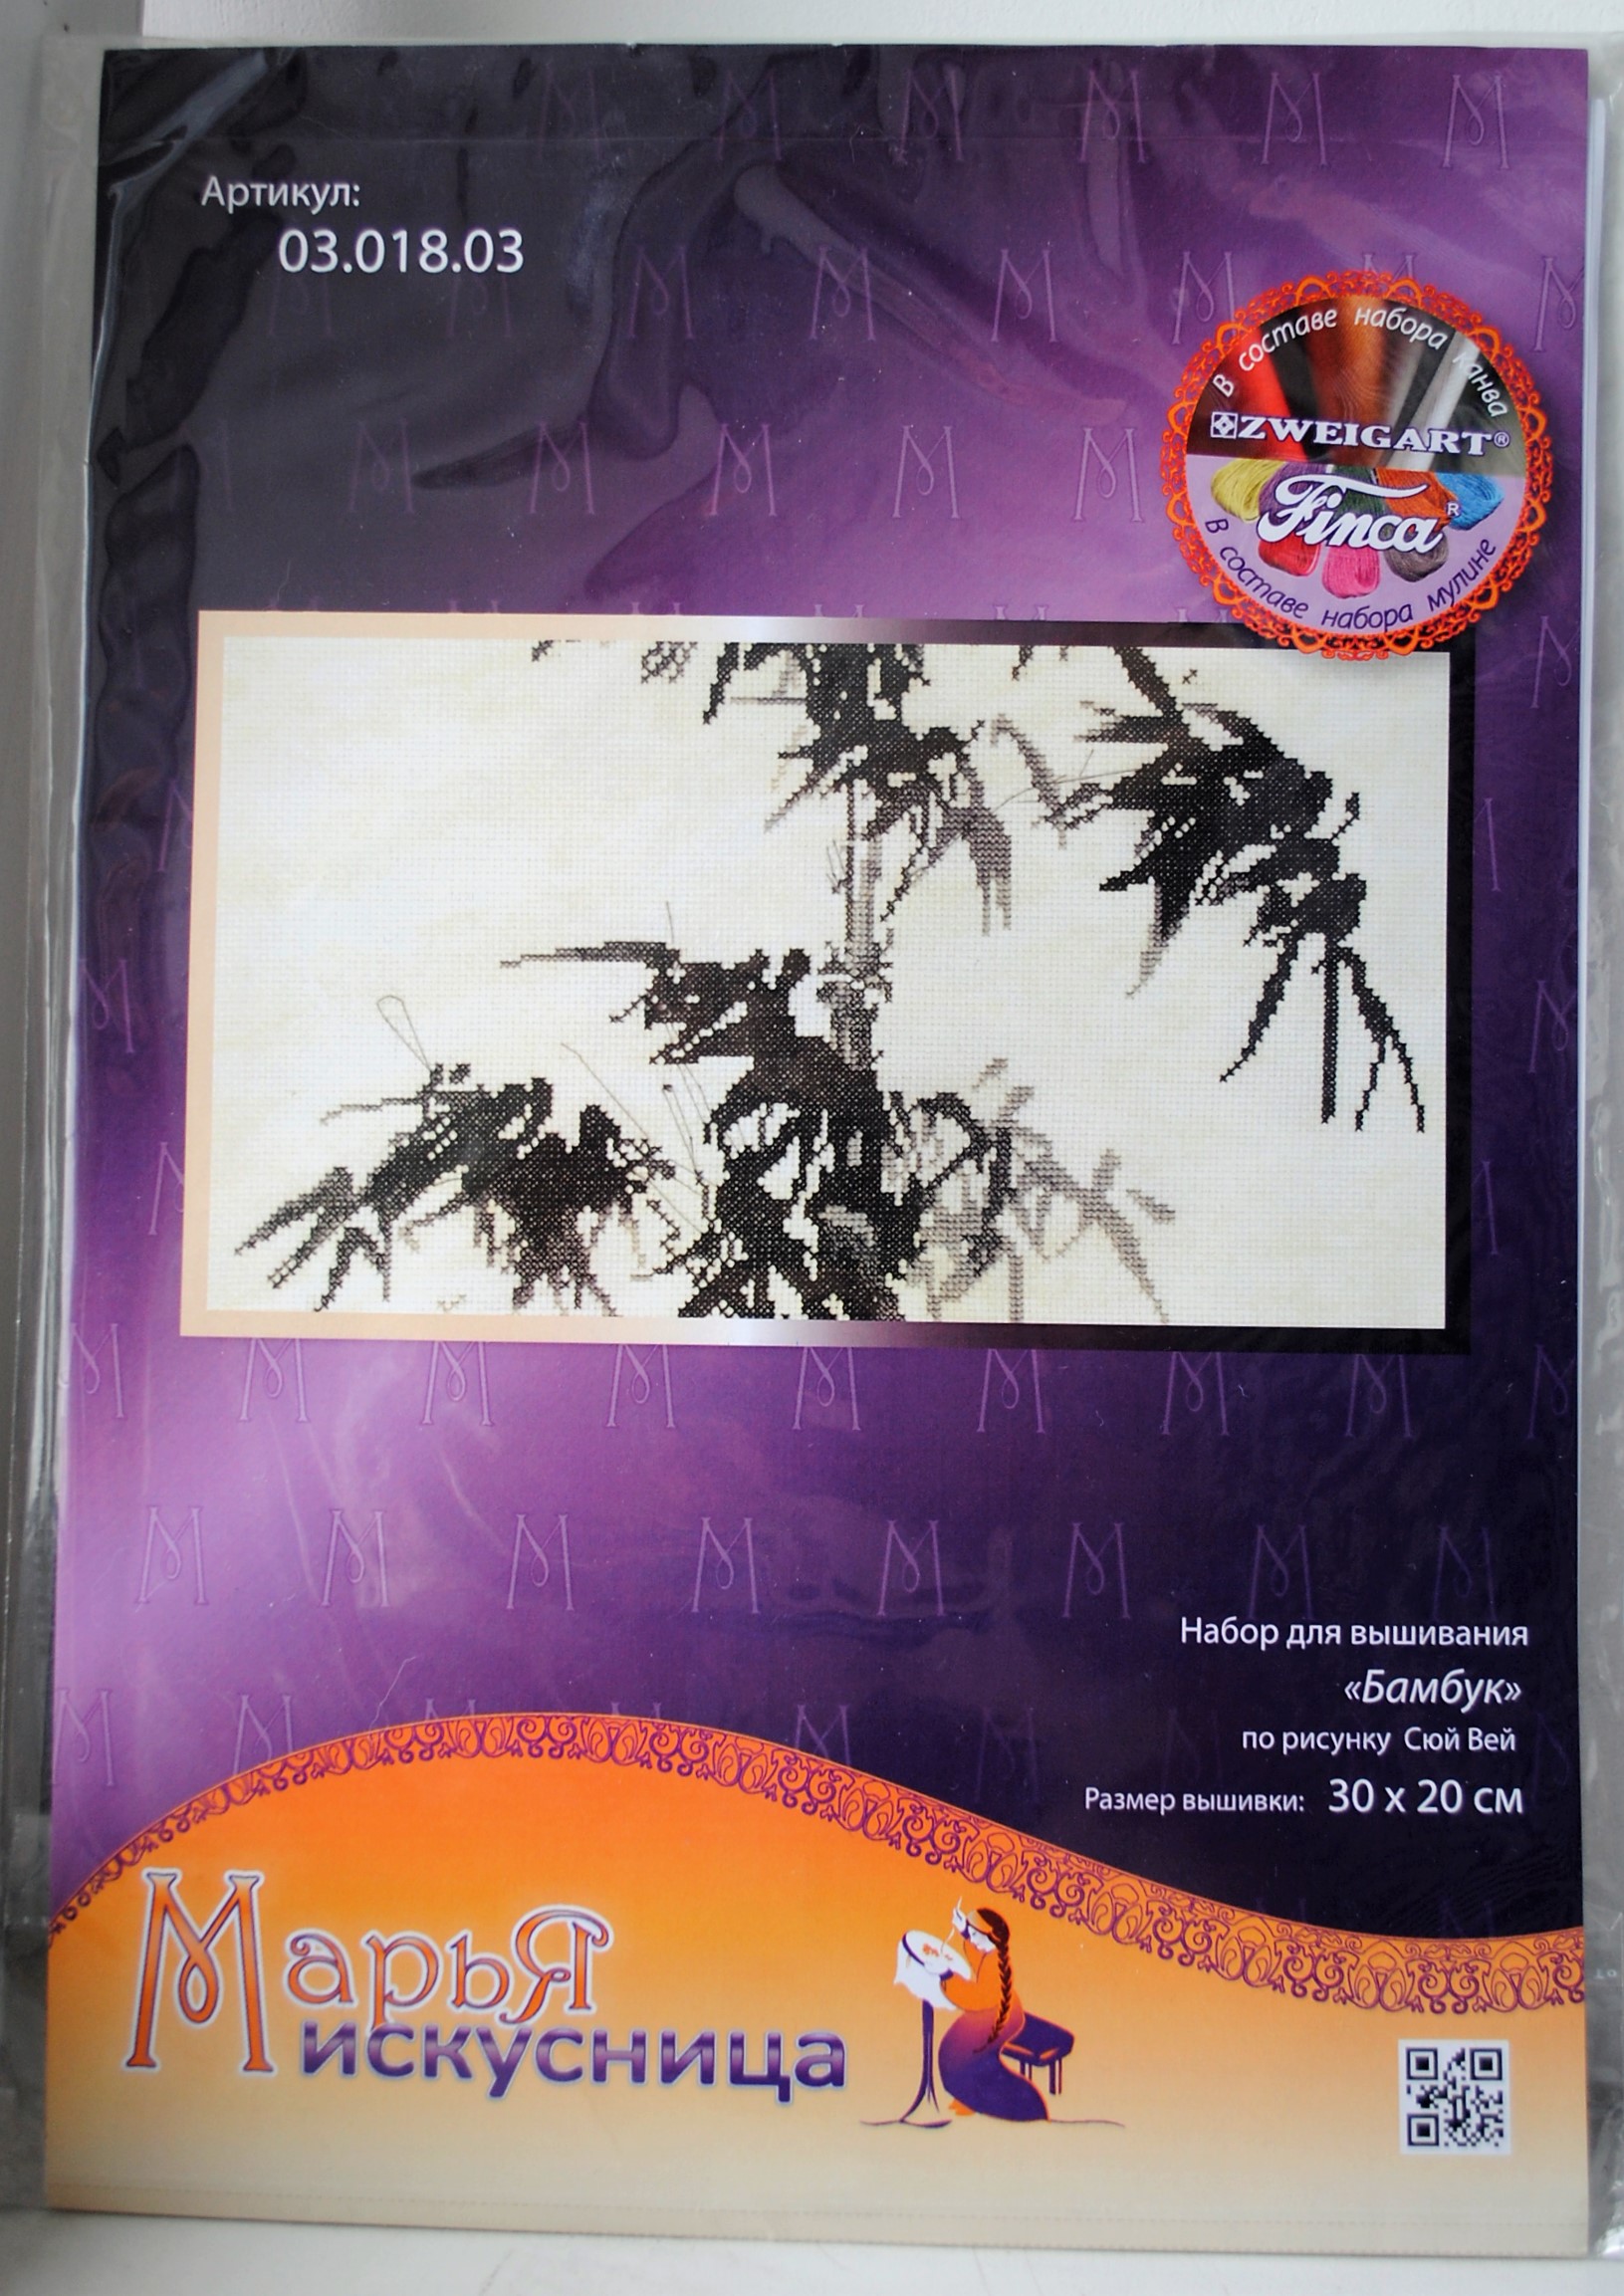 Артикул:
03.018.03
В составе набора канва
ZWEIGART®
Finca®
В составе набора мулине
Набор для вышивания
«Бамбук»
по рисунку Сюй Вей
Размер вышивки: 30 х 20 см
Марья
искусница